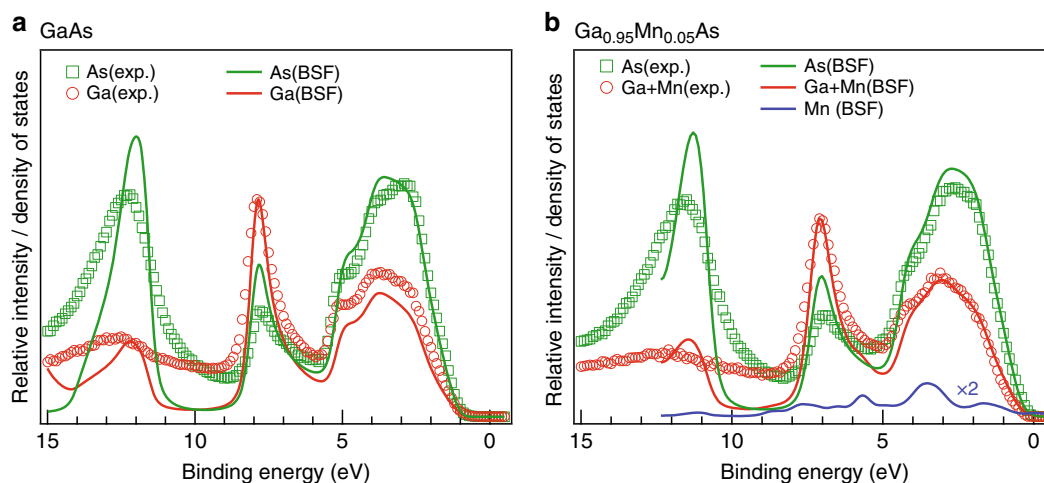 a GaAs
Relative intensity / density of states
As(exp.)
Ga(exp.)
As(BSF)
Ga(BSF)
15 10 5 0
Binding energy (eV)
b Ga0.95Mn0.05As
Relative intensity / density of states
As(exp.)
Ga+Mn(exp.)
As(BSF)
Ga+Mn(BSF)
Mn (BSF)
×2
15 10 5 0
Binding energy (eV)